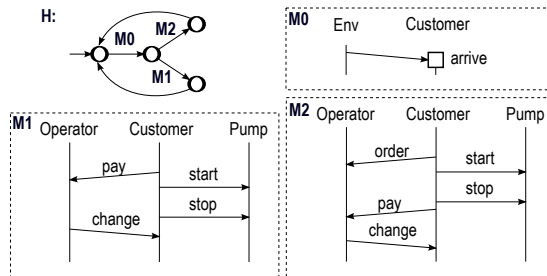 H:
M0
M2
M1
M0
Env
Customer
arrive
M1
Operator
Customer
Pump
pay
start
stop
change
M2
Operator
Customer
Pump
order
start
stop
pay
change